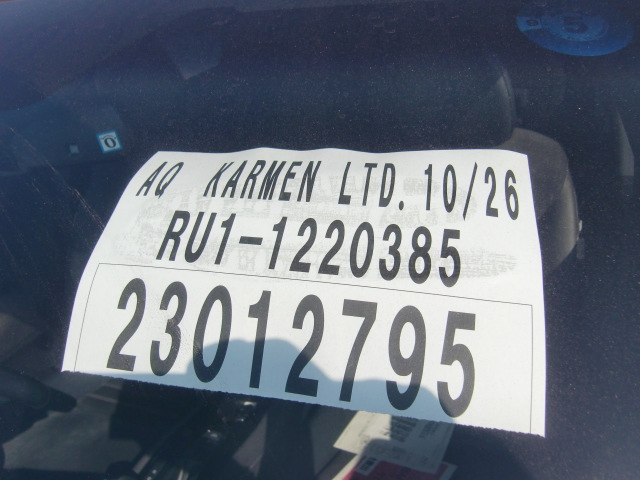 AQ KARMEN LTD. 10/26
RU1-1220385
23012795